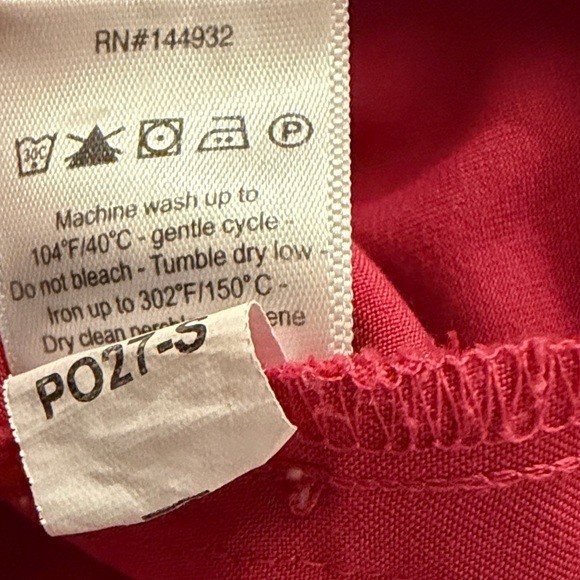 RN#144932
30C
P
Machine wash up to
104°F/40°C - gentle cycle -
Do not bleach - Tumble dry low -
Iron up to 302°F/150°C -
Dry clean
PO27-S